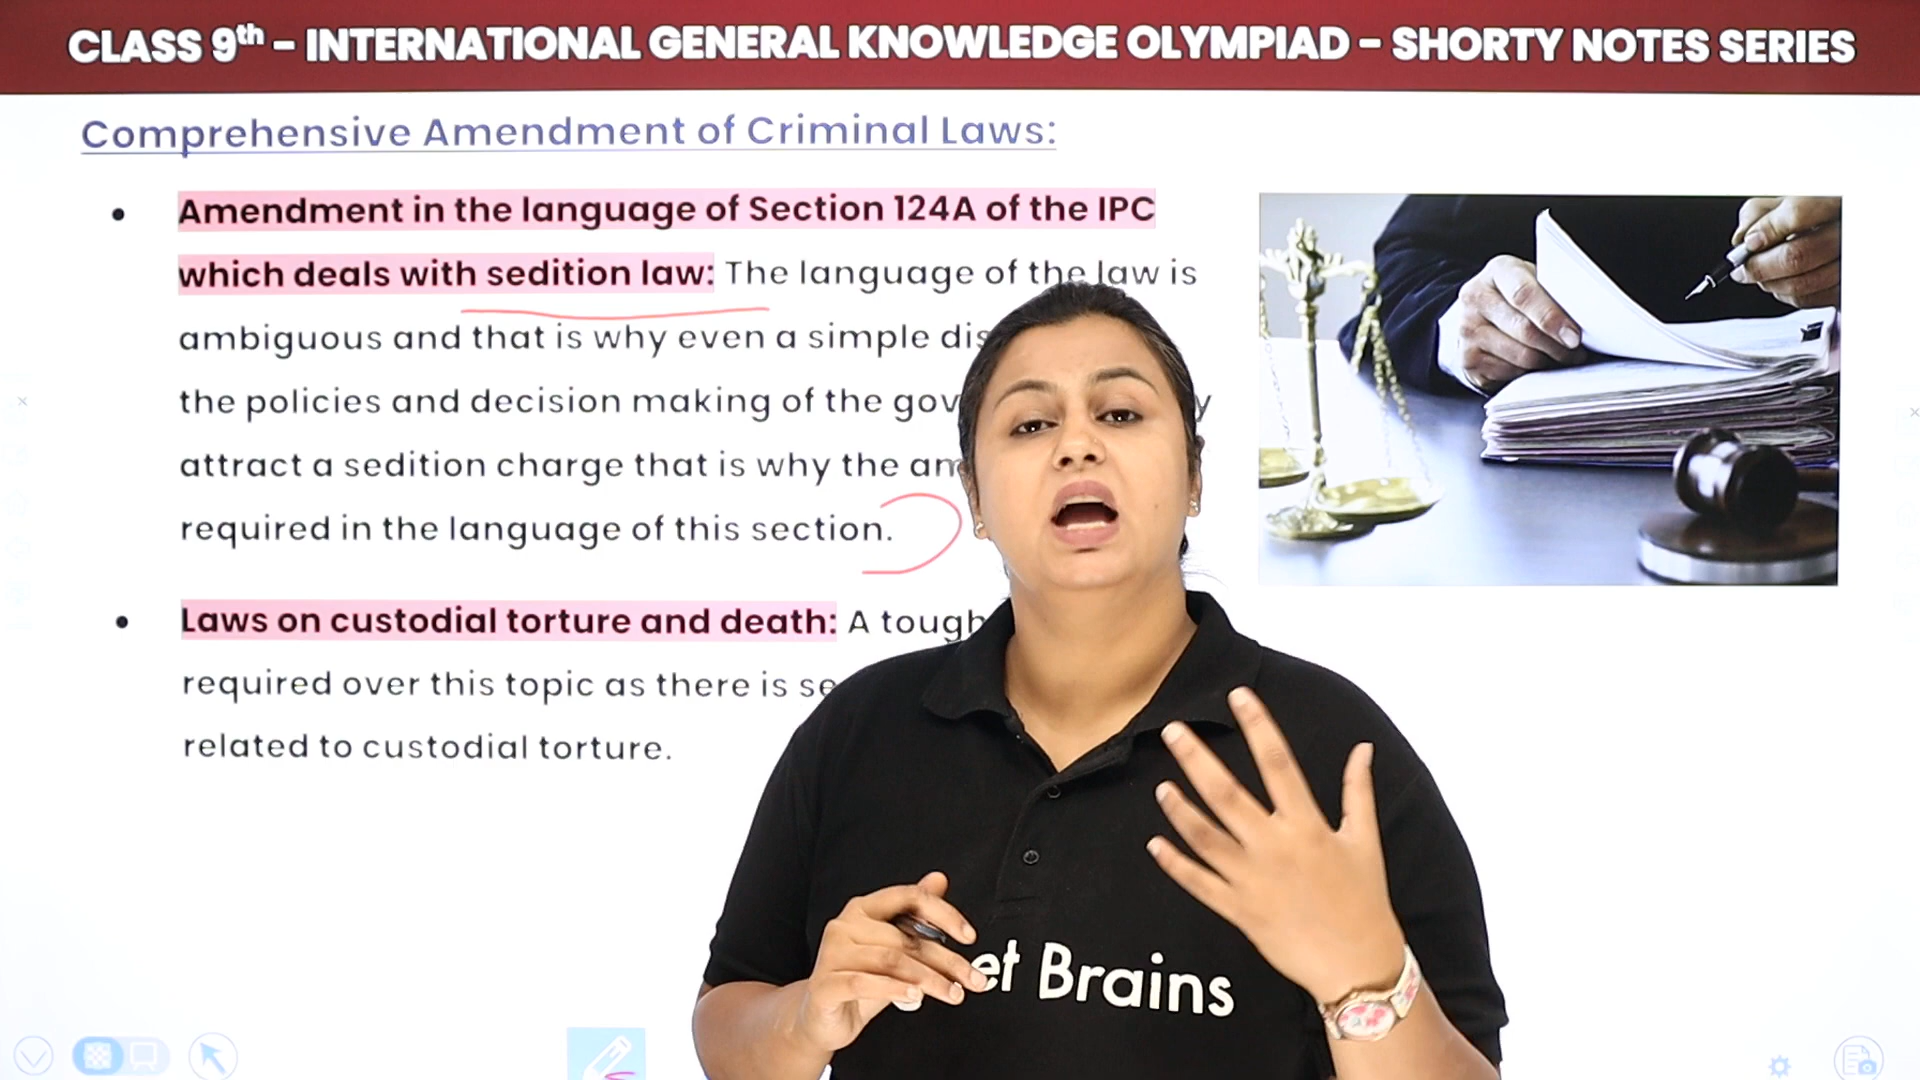 CLASS 9th – INTERNATIONAL GENERAL KNOWLEDGE OLYMPIAD – SHORTY NOTES SERIES
Comprehensive Amendment of Criminal Laws:
• Amendment in the language of Section 124A of the IPC
which deals with sedition law: The language of the law is
ambiguous and that is why even a simple
the policies and decision making of the
attract a sedition charge that is why the
required in the language of this section.
• Laws on custodial torture and death: A tough
required over this topic as there is
related to custodial torture.
et Brains